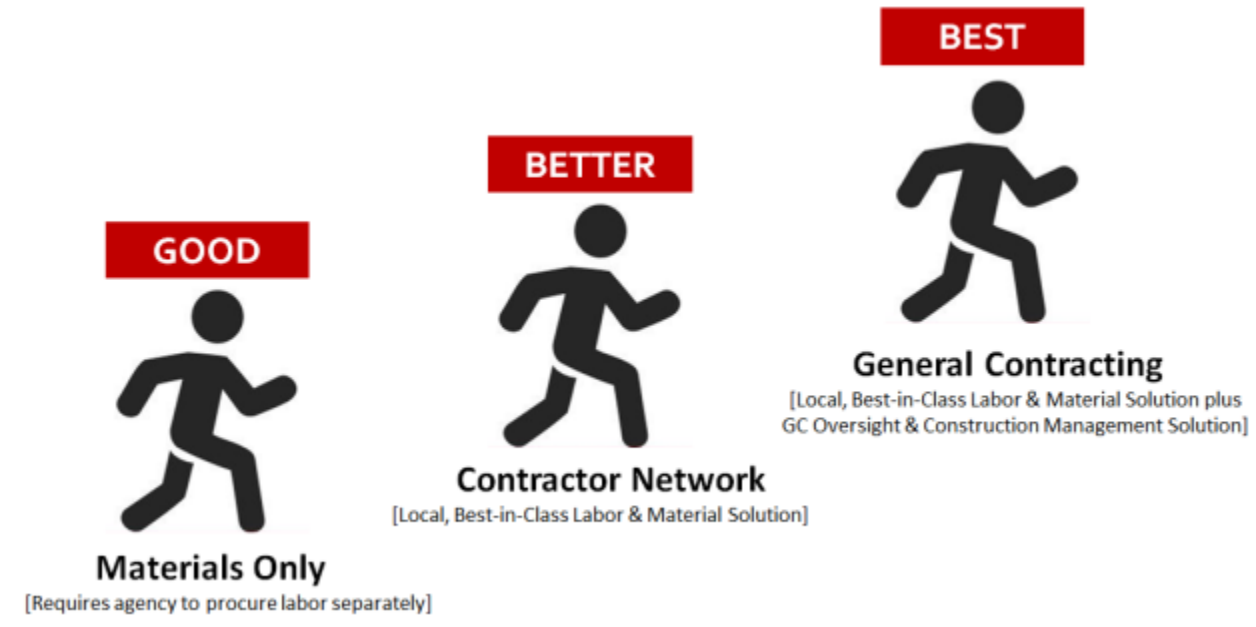 GOOD
Materials Only
[Requires agency to procure labor separately]
BETTER
Contractor Network
[Local, Best-in-Class Labor & Material Solution]
BEST
General Contracting
[Local, Best-in-Class Labor & Material Solution plus
GC Oversight & Construction Management Solution]